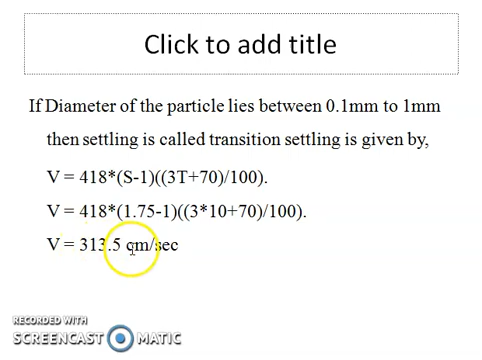 Click to add title
If Diameter of the particle lies between 0.1mm to 1mm
then settling is called transition settling is given by,
V = 418*(S-1)((3T+70)/100).
V = 418*(1.75-1)((3*10+70)/100).
V = 313.5 cm/sec
RECORDED WITH
SCREENCAST MATIC